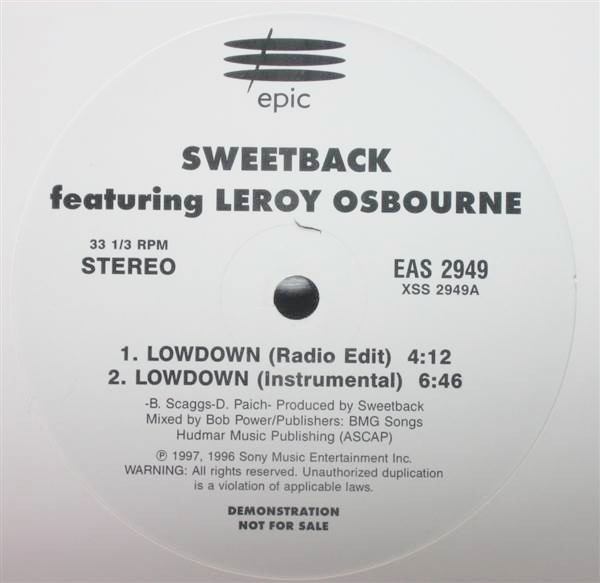 epic
SWEETBACK
featuring LEROY OSBOURNE
33 1/3 RPM
STEREO
EAS 2949
XSS 2949A
1. LOWDOWN (Radio Edit) 4:12
2. LOWDOWN (Instrumental) 6:46
-B. Scaggs-D. Paich- Produced by Sweetback
Mixed by Bob Power/Publishers: BMG Songs
Hudmar Music Publishing (ASCAP)
℗ 1997, 1996 Sony Music Entertainment Inc.
WARNING: All rights reserved. Unauthorized duplication
is a violation of applicable laws.
DEMONSTRATION
NOT FOR SALE